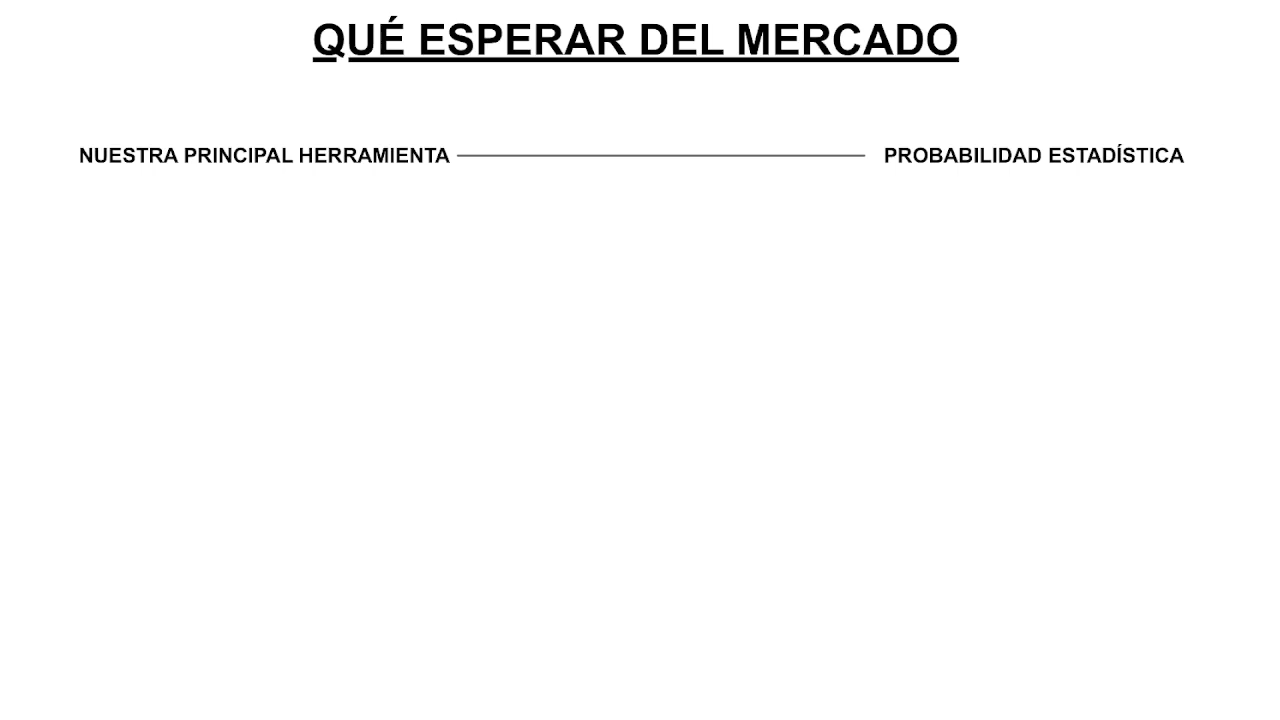 QUÉ ESPERAR DEL MERCADO
NUESTRA PRINCIPAL HERRAMIENTA PROBABILIDAD ESTADÍSTICA